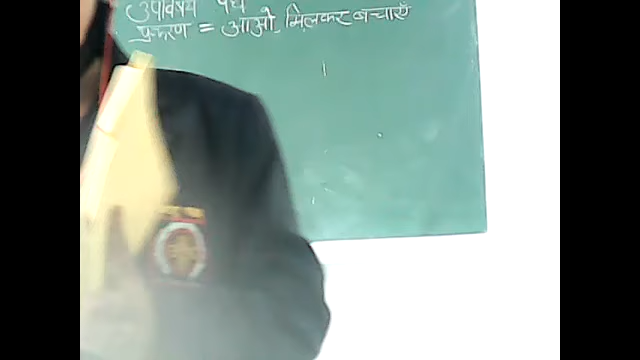 उपविषय पद्य
प्रकरण = आओ मिलकर बचाएँ